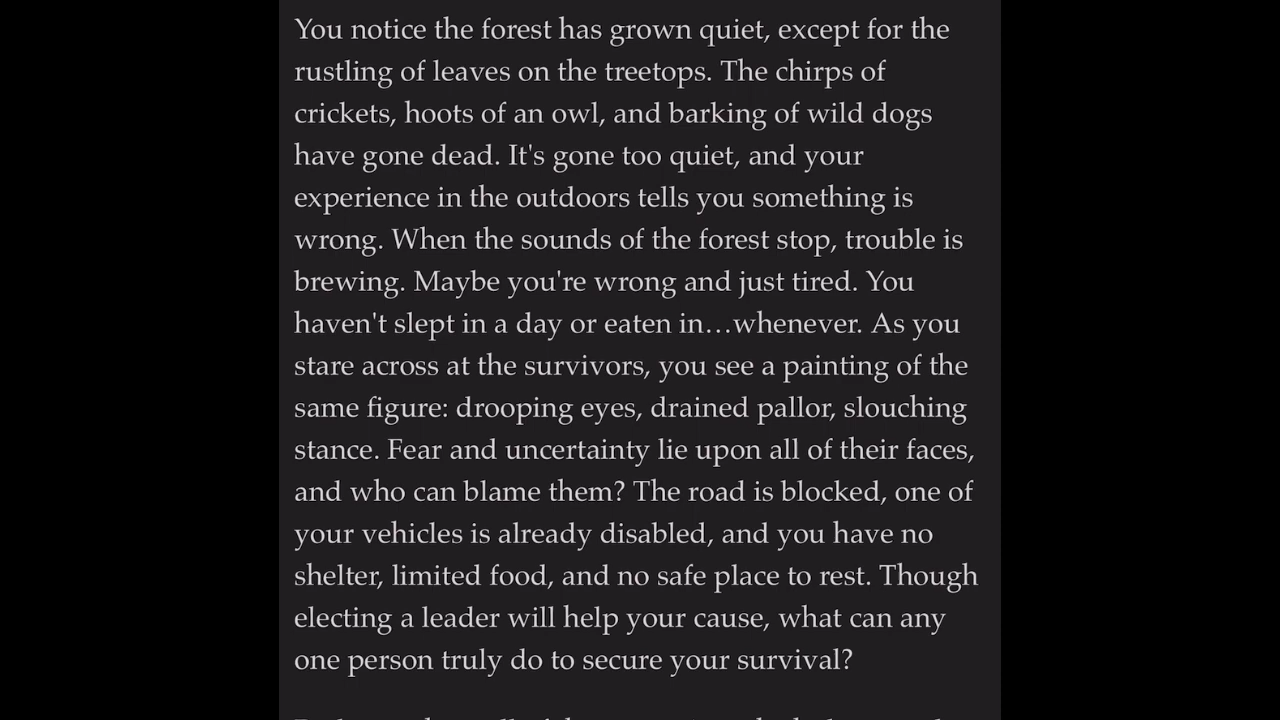 You notice the forest has grown quiet, except for the
rustling of leaves on the treetops. The chirps of
crickets, hoots of an owl, and barking of wild dogs
have gone dead. It's gone too quiet, and your
experience in the outdoors tells you something is
wrong. When the sounds of the forest stop, trouble is
brewing. Maybe you're wrong and just tired. You
haven't slept in a day or eaten in…whenever. As you
stare across at the survivors, you see a painting of the
same figure: drooping eyes, drained pallor, slouching
stance. Fear and uncertainty lie upon all of their faces,
and who can blame them? The road is blocked, one of
your vehicles is already disabled, and you have no
shelter, limited food, and no safe place to rest. Though
electing a leader will help your cause, what can any
one person truly do to secure your survival?